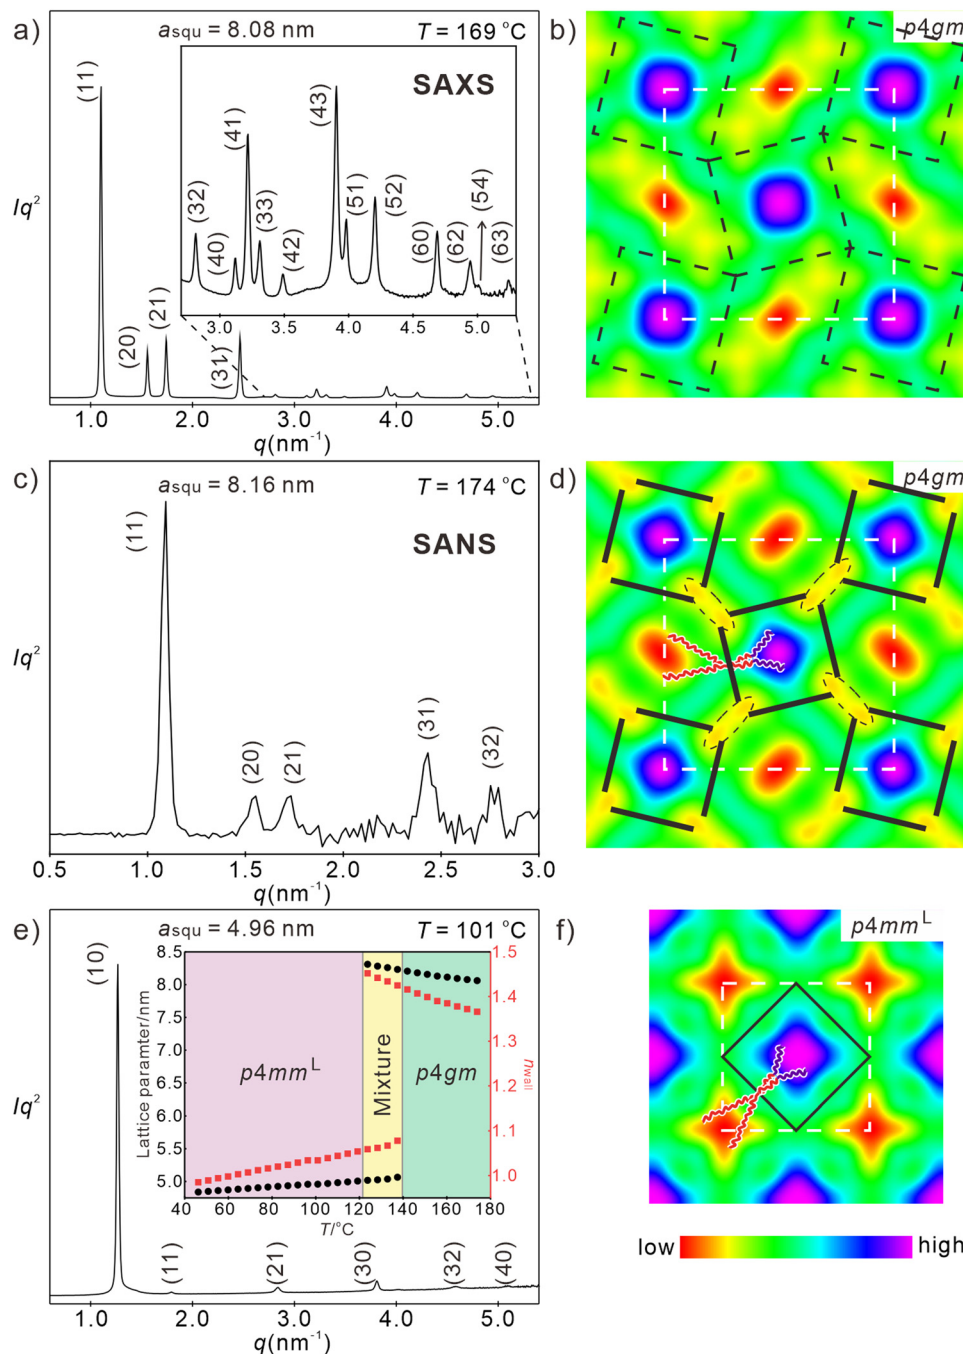 a)
a_squ = 8.08 nm
T = 169 °C
SAXS
(11)
(20)
(21)
(31)
(32)
(40)
(41)
(33)
(42)
(43)
(51)
(52)
(60)
(62)
(54)
(63)
3.0 3.5 4.0 4.5 5.0
Iq²
1.0 2.0 3.0 4.0 5.0
q(nm⁻¹)
b)
p4gm
c)
a_squ = 8.16 nm
T = 174 °C
SANS
(11)
(20)
(21)
(31)
(32)
Iq²
0.5 1.0 1.5 2.0 2.5 3.0
q(nm⁻¹)
d)
p4gm
e)
a_squ = 4.96 nm
T = 101 °C
(10)
(11)
(21)
(30)
(32)
(40)
Lattice paramter/nm
8.5
8.0
7.5
7.0
6.5
6.0
5.5
5.0
p4mm^L
Mixture
p4gm
1.5
1.4
1.3
1.2
1.1
1.0
n_wall
40 60 80 100 120 140 160 180
T/°C
Iq²
1.0 2.0 3.0 4.0 5.0
q(nm⁻¹)
f)
p4mm^L
low
high